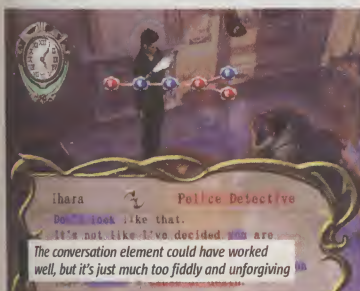 ihara Police Detective
Don't look like that.
It's not like I've decided you are
The conversation element could have worked
well, but it's just much too fiddly and unforgiving